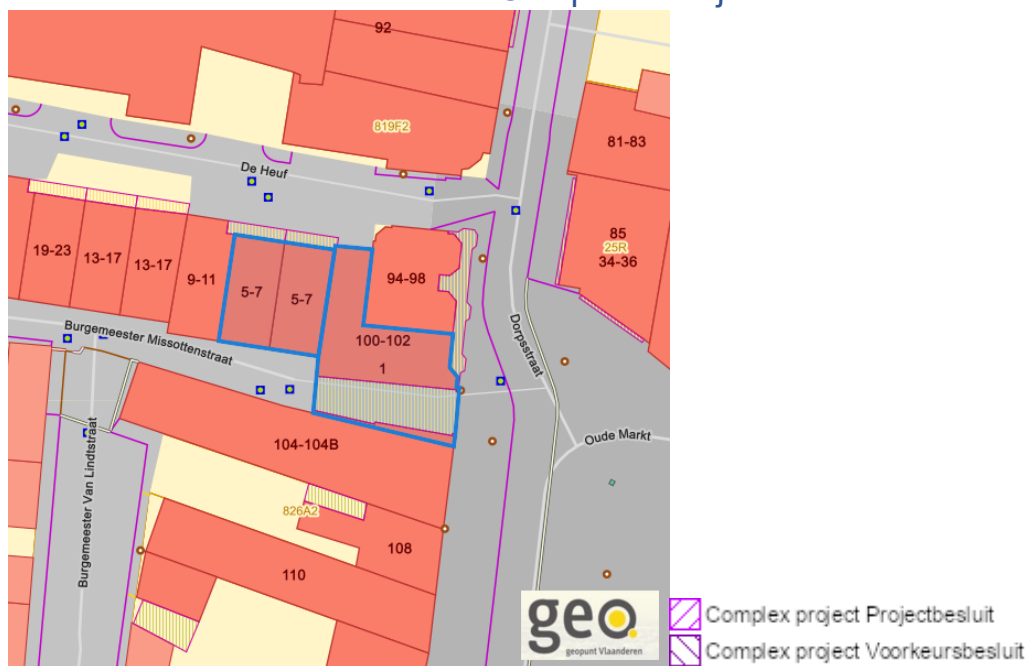 92
819F2
81-83
De Heuf
85
25R
34-36
19-23
13-17
13-17
9-11
5-7
5-7
94-98
100-102
1
Burgemeester Missottenstraat
Dorpsstraat
Oude Markt
104-104B
Burgemeester Van Lindtstraat
826A2
108
110
geo.
geopunt Vlaanderen
Complex project Projectbesluit
Complex project Voorkeursbesluit